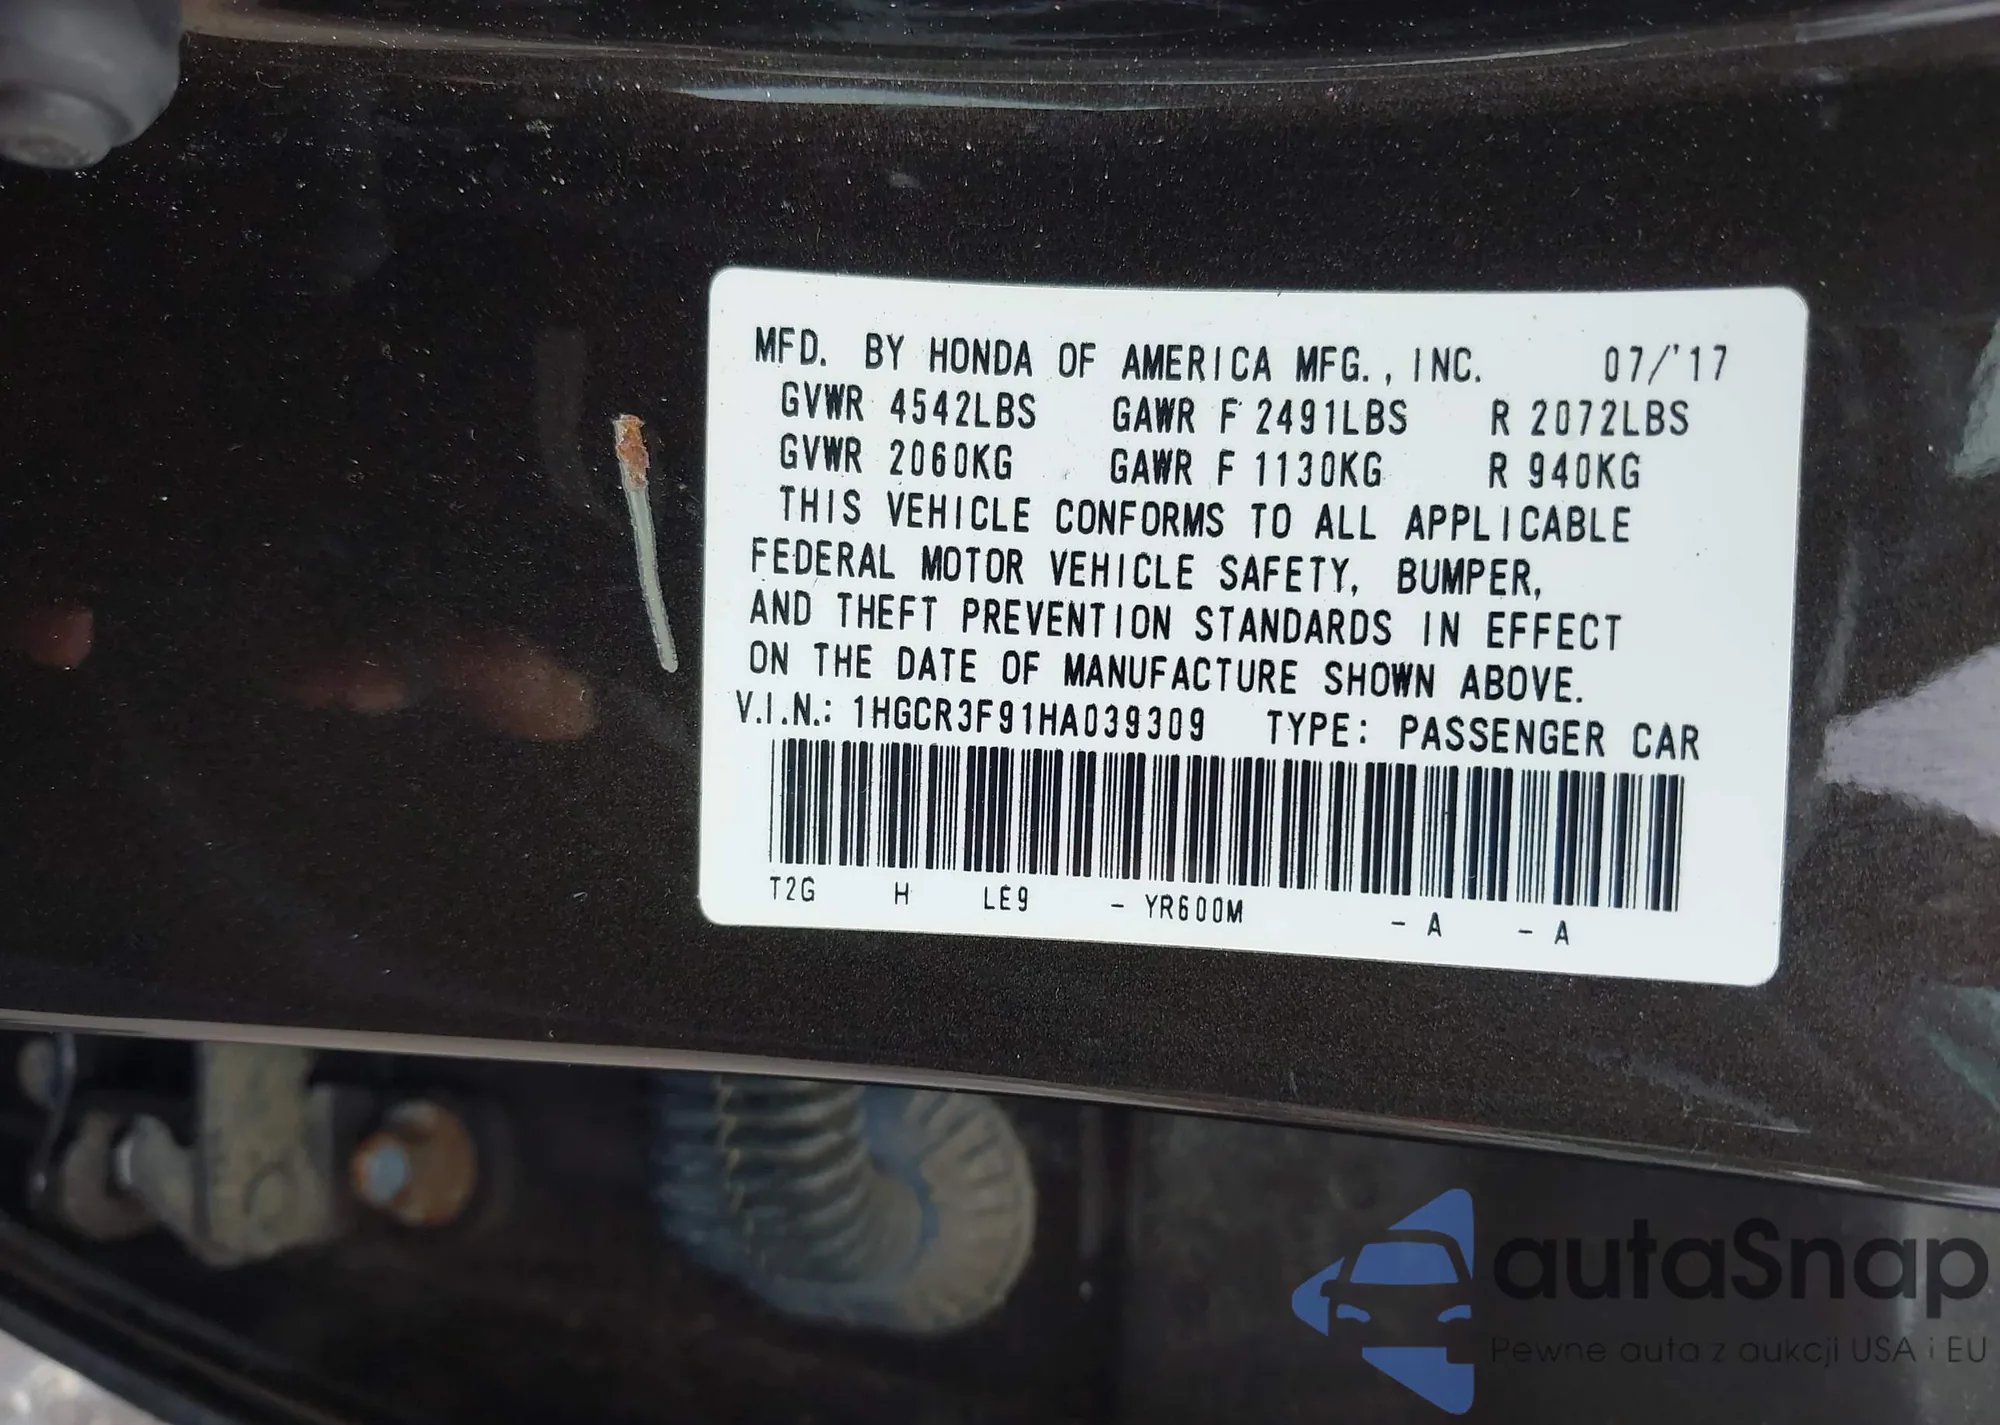 MFD. BY HONDA OF AMERICA MFG., INC. 07/'17
GVWR 4542LBS GAWR F 2491LBS R 2072LBS
GVWR 2060KG GAWR F 1130KG R 940KG
THIS VEHICLE CONFORMS TO ALL APPLICABLE
FEDERAL MOTOR VEHICLE SAFETY, BUMPER,
AND THEFT PREVENTION STANDARDS IN EFFECT
ON THE DATE OF MANUFACTURE SHOWN ABOVE.
V.I.N.: 1HGCR3F91HA039309 TYPE: PASSENGER CAR
T2G H LE9 - YR600M - A - A
autaSnap
Pewne auta z aukcji USA i EU